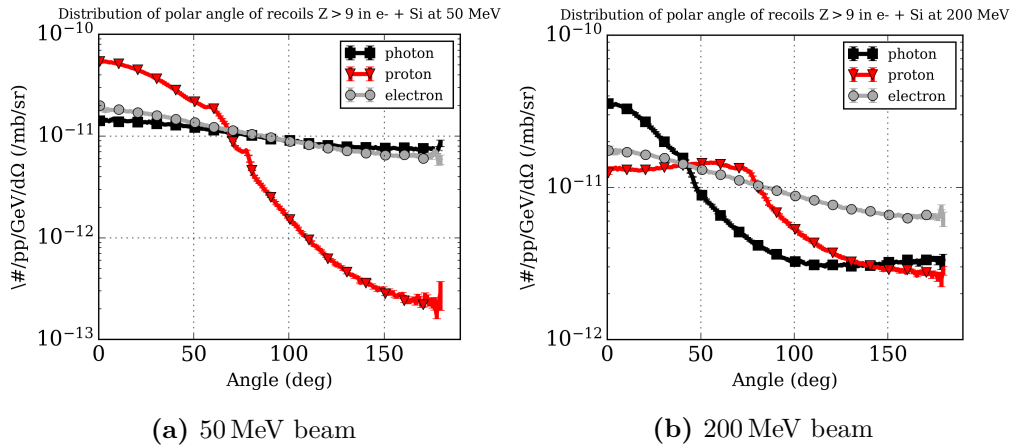 Distribution of polar angle of recoils Z > 9 in e- + Si at 50 MeV
10⁻¹⁰
10⁻¹¹
10⁻¹²
10⁻¹³
\#/pp/GeV/dΩ (/mb/sr)
photon
proton
electron
0 50 100 150
Angle (deg)
(a) 50 MeV beam
Distribution of polar angle of recoils Z > 9 in e- + Si at 200 MeV
10⁻¹⁰
10⁻¹¹
10⁻¹²
\#/pp/GeV/dΩ (/mb/sr)
photon
proton
electron
0 50 100 150
Angle (deg)
(b) 200 MeV beam